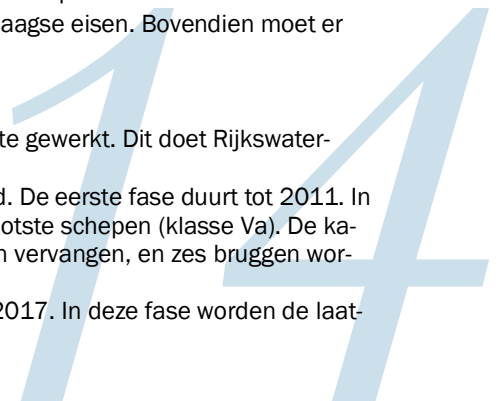 aagse eisen. Bovendien moet er
te gewerkt. Dit doet Rijkswater-
d. De eerste fase duurt tot 2011. In
otste schepen (klasse Va). De ka-
n vervangen, en zes bruggen wor-
2017. In deze fase worden de laat-
14